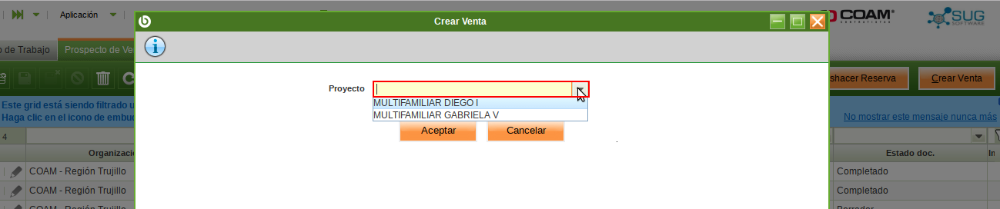 Aplicación
Crear Venta
COAM
SUG
SOFTWARE
de Trabajo
Prospecto de Ve
Proyecto
MULTIFAMILIAR DIEGO I
MULTIFAMILIAR GABRIELA V
Aceptar
Cancelar
shacer Reserva
Crear Venta
Este grid está siendo filtrado u
Haga clic en el icono de embu
No mostrar este mensaje nunca más
4
Organizaci
Estado doc.
COAM - Región Trujillo
Completado
COAM - Región Trujillo
Completado
COAM - Región Trujillo
Borrador